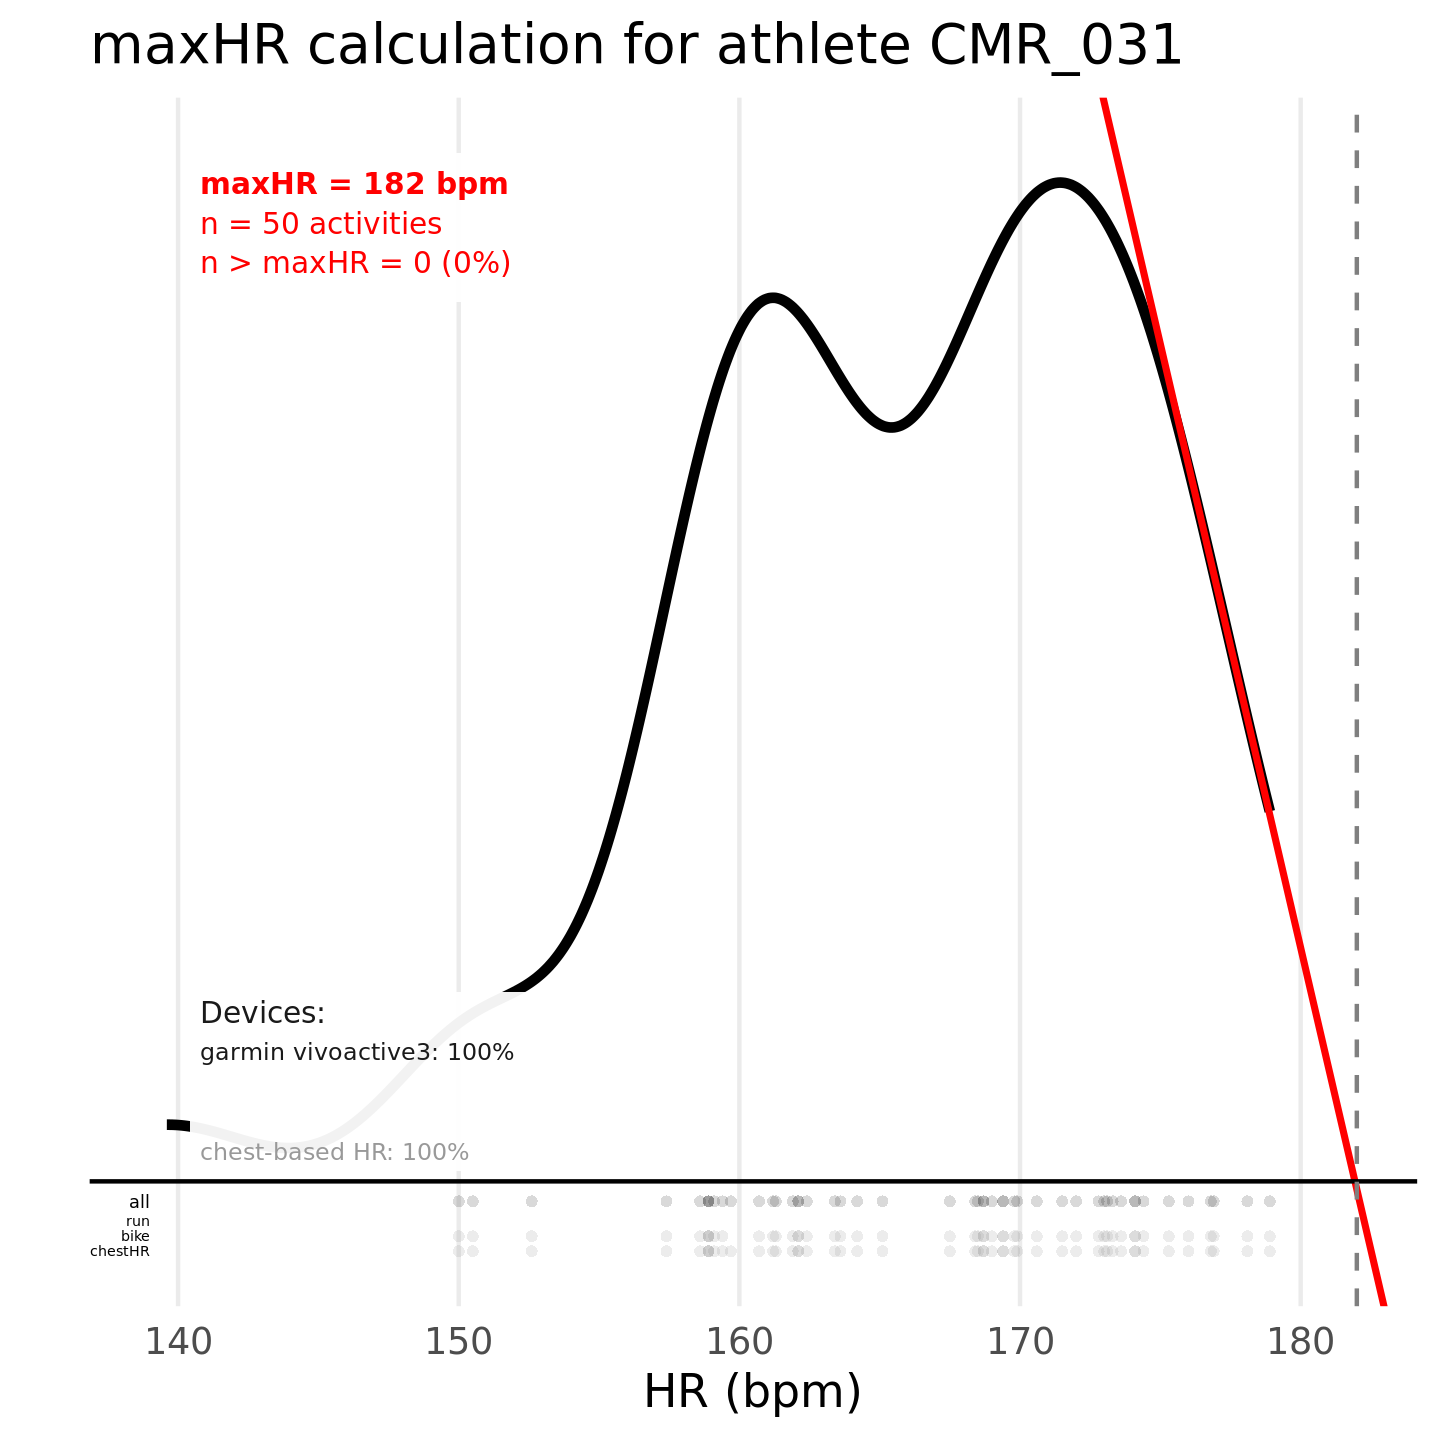 maxHR calculation for athlete CMR_031
maxHR = 182 bpm
n = 50 activities
n > maxHR = 0 (0%)
Devices:
garmin vivoactive3: 100%
chest-based HR: 100%
all
run
bike
chestHR
140 150 160 170 180
HR (bpm)